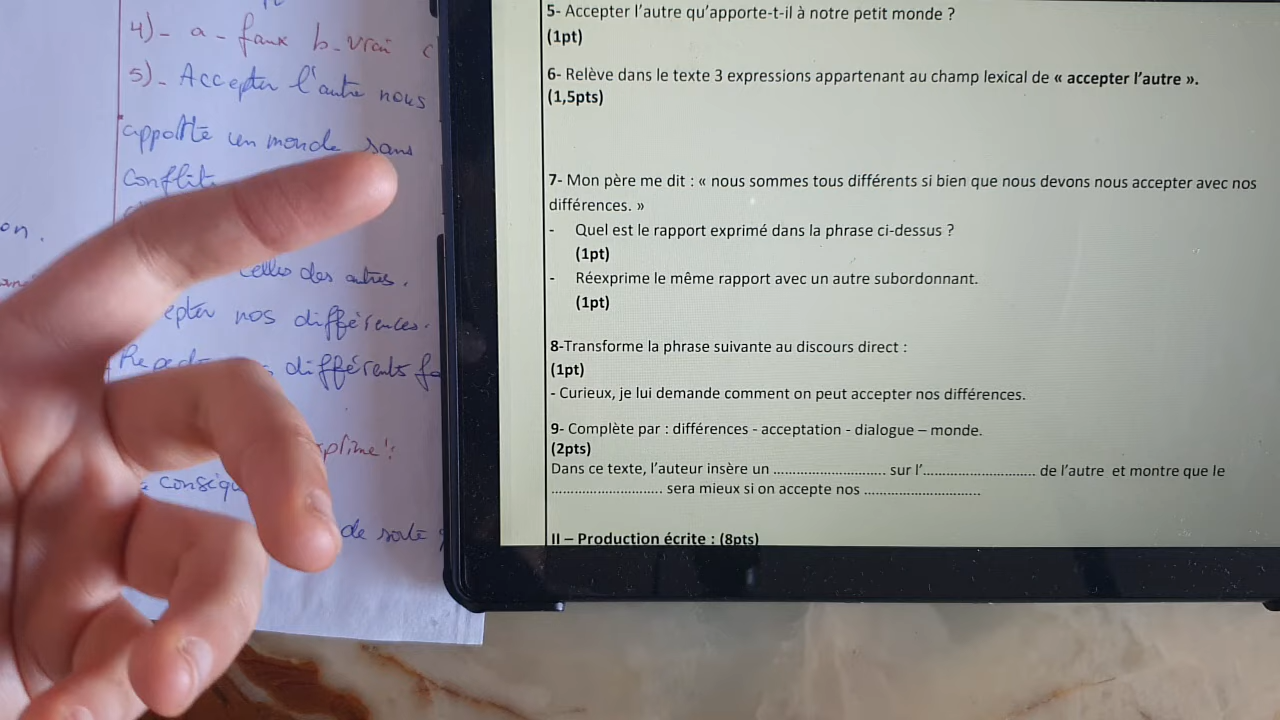 4)- a- faux b- vrai c
5)- Accepter l'autre nous
apporte un monde sans
conflit
on.
celles des autres.
epter nos différences.
différents
xprime :
conséqu
de sorte
5- Accepter l'autre qu'apporte-t-il à notre petit monde ?
(1pt)
6- Relève dans le texte 3 expressions appartenant au champ lexical de « accepter l'autre ».
(1,5pts)
7- Mon père me dit : « nous sommes tous différents si bien que nous devons nous accepter avec nos
différences. »
- Quel est le rapport exprimé dans la phrase ci-dessus ?
(1pt)
- Réexprime le même rapport avec un autre subordonnant.
(1pt)
8-Transforme la phrase suivante au discours direct :
(1pt)
- Curieux, je lui demande comment on peut accepter nos différences.
9- Complète par : différences - acceptation - dialogue – monde.
(2pts)
Dans ce texte, l'auteur insère un ............................ sur l'............................ de l'autre et montre que le
............................ sera mieux si on accepte nos .............................
II – Production écrite : (8pts)